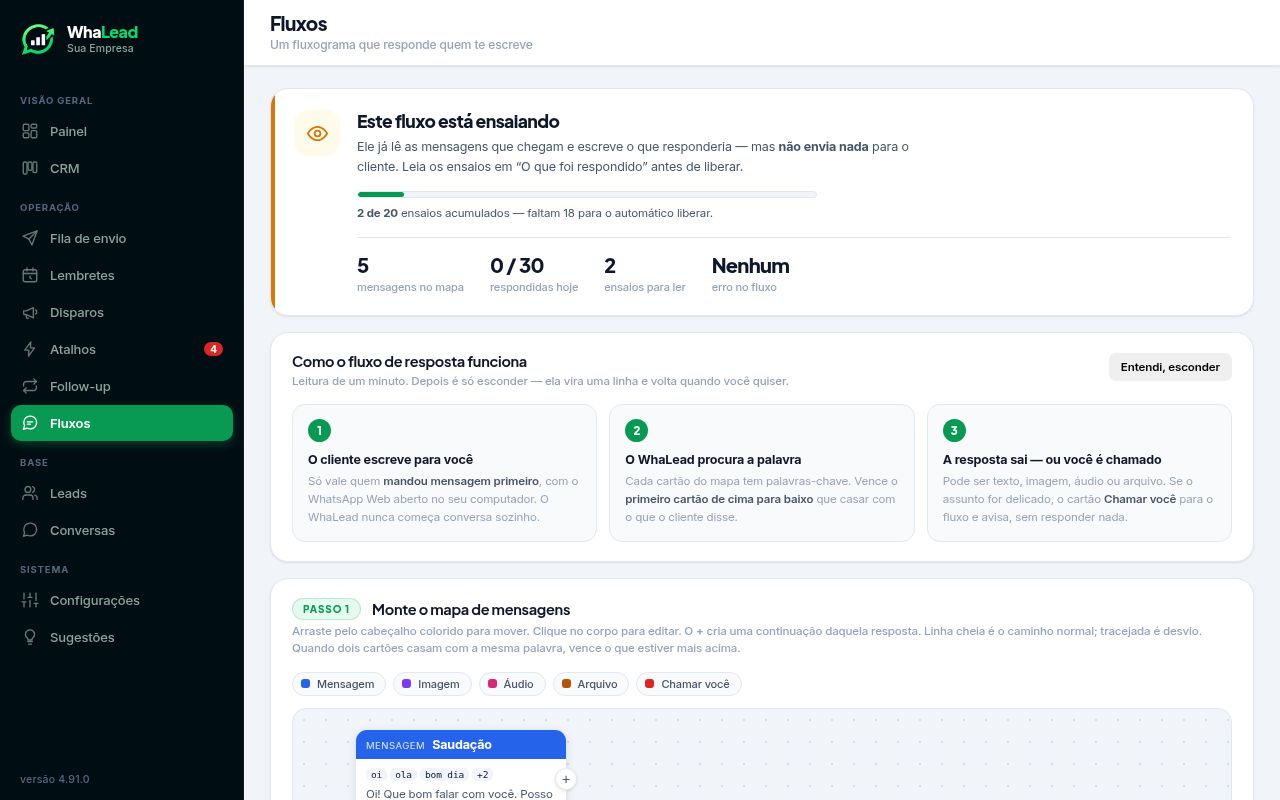 WhaLead
Sua Empresa
VISÃO GERAL
Painel
CRM
OPERAÇÃO
Fila de envio
Lembretes
Disparos
Atalhos 4
Follow-up
Fluxos
BASE
Leads
Conversas
SISTEMA
Configurações
Sugestões
versão 4.91.0
Fluxos
Um fluxograma que responde quem te escreve
Este fluxo está ensaiando
Ele já lê as mensagens que chegam e escreve o que responderia — mas não envia nada para o
cliente. Leia os ensaios em “O que foi respondido” antes de liberar.
2 de 20 ensaios acumulados — faltam 18 para o automático liberar.
5
mensagens no mapa
0 / 30
respondidas hoje
2
ensaios para ler
Nenhum
erro no fluxo
Como o fluxo de resposta funciona
Leitura de um minuto. Depois é só esconder — ela vira uma linha e volta quando você quiser.
Entendi, esconder
1
O cliente escreve para você
Só vale quem mandou mensagem primeiro, com o
WhatsApp Web aberto no seu computador. O
WhaLead nunca começa conversa sozinho.
2
O WhaLead procura a palavra
Cada cartão do mapa tem palavras-chave. Vence o
primeiro cartão de cima para baixo que casar com
o que o cliente disse.
3
A resposta sai — ou você é chamado
Pode ser texto, imagem, áudio ou arquivo. Se o
assunto for delicado, o cartão Chamar você para o
fluxo e avisa, sem responder nada.
PASSO 1 Monte o mapa de mensagens
Arraste pelo cabeçalho colorido para mover. Clique no corpo para editar. O + cria uma continuação daquela resposta. Linha cheia é o caminho normal; tracejada é desvio.
Quando dois cartões casam com a mesma palavra, vence o que estiver mais acima.
Mensagem
Imagem
Áudio
Arquivo
Chamar você
MENSAGEM Saudação
oi ola bom dia +2
+
Oi! Que bom falar com você. Posso